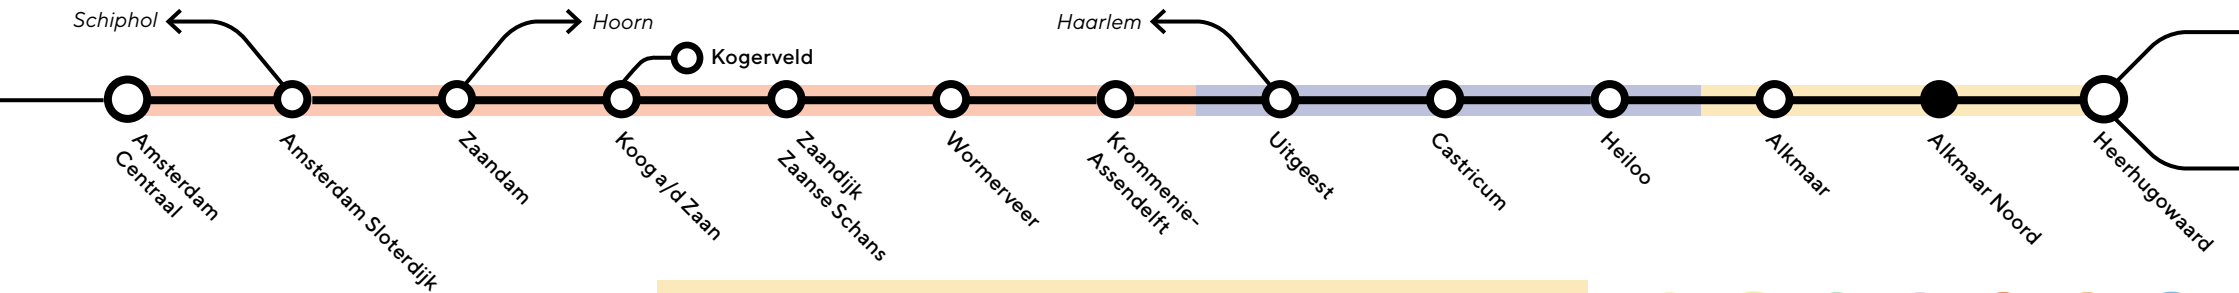 Schiphol
Hoorn
Haarlem
Kogerveld
Amsterdam
Centraal
Amsterdam Sloterdijk
Zaandam
Koog a/d Zaan
Zaandijk
Zaanse Schans
Wormerveer
Krommenie-
Assendelft
Uitgeest
Castricum
Heiloo
Alkmaar
Alkmaar Noord
Heerhugowaard